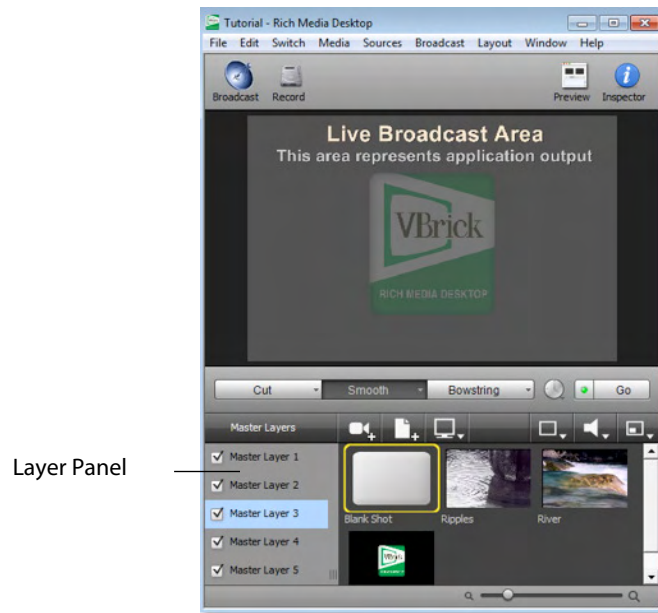 Tutorial - Rich Media Desktop
File Edit Switch Media Sources Broadcast Layout Window Help
Broadcast Record Preview Inspector
Live Broadcast Area
This area represents application output
VBrick
RICH MEDIA DESKTOP
Cut Smooth Bowstring Go
Master Layers
Layer Panel
Master Layer 1
Master Layer 2
Master Layer 3
Master Layer 4
Master Layer 5
Blank Shot Ripples River
VBrick